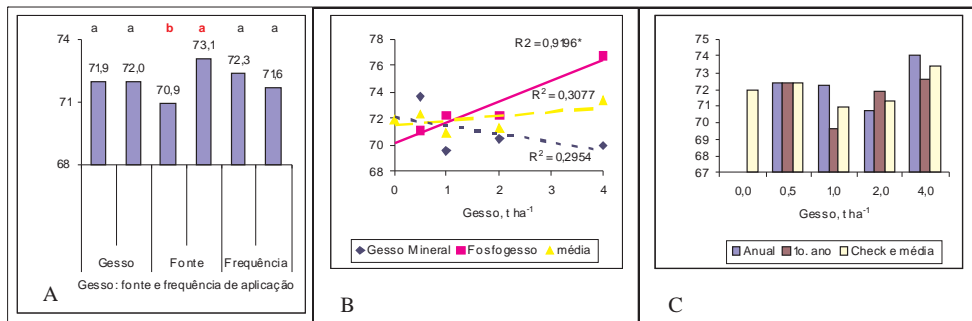 a a b a a a
74
71
68
71,9
72,0
70,9
73,1
72,3
71,6
Gesso Fonte Frequência
Gesso: fonte e frequência de aplicação
A
78
76
74
72
70
68
R2 = 0,9196*
R² = 0,3077
R² = 0,2954
0 1 2 3 4
Gesso, t ha⁻¹
Gesso Mineral Fosfogesso média
B
75
74
73
72
71
70
69
68
67
0,0 0,5 1,0 2,0 4,0
Gesso, t ha⁻¹
Anual 1o. ano Check e média
C